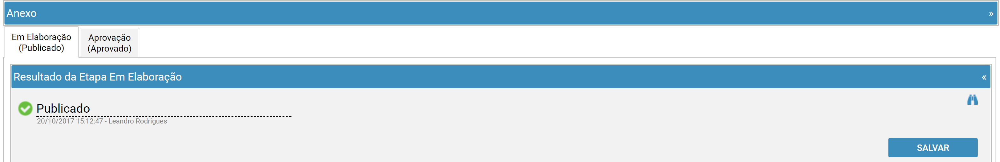 Anexo
»
Em Elaboração
(Publicado)
Aprovação
(Aprovado)
Resultado da Etapa Em Elaboração
«
Publicado
20/10/2017 15:12:47 - Leandro Rodrigues
SALVAR